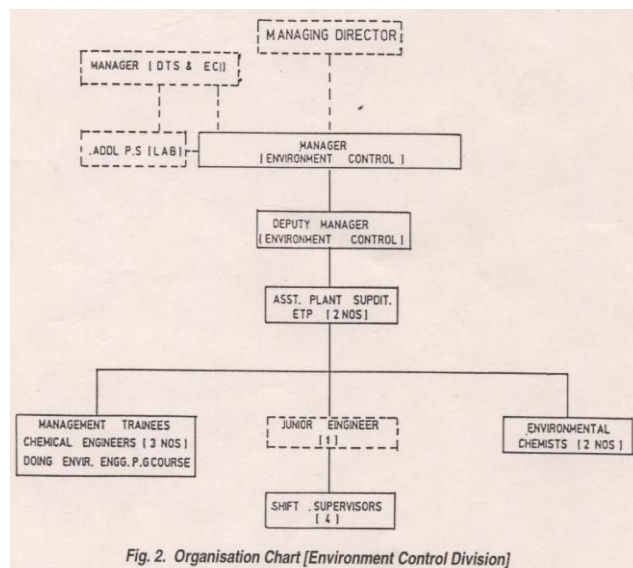 MANAGING DIRECTOR
MANAGER [ DTS & ECI]
.ADDL P.S [LAB]
MANAGER
[ENVIRONMENT CONTROL ]
DEPUTY MANAGER
[ENVIRONMENT CONTROL]
ASST. PLANT SUPDIT.
ETP [2 NOS]
MANAGEMENT TRAINEES
CHEMICAL ENGINEERS [3 NOS]
DOING ENVIR. ENGG. P.G COURSE
JUNIOR EINGINEER
[1]
ENVIRONMENTAL
CHEMISTS [2 NOS]
SHIFT . SUPERVISORS
[ 4 ]
Fig. 2. Organisation Chart [Environment Control Division]